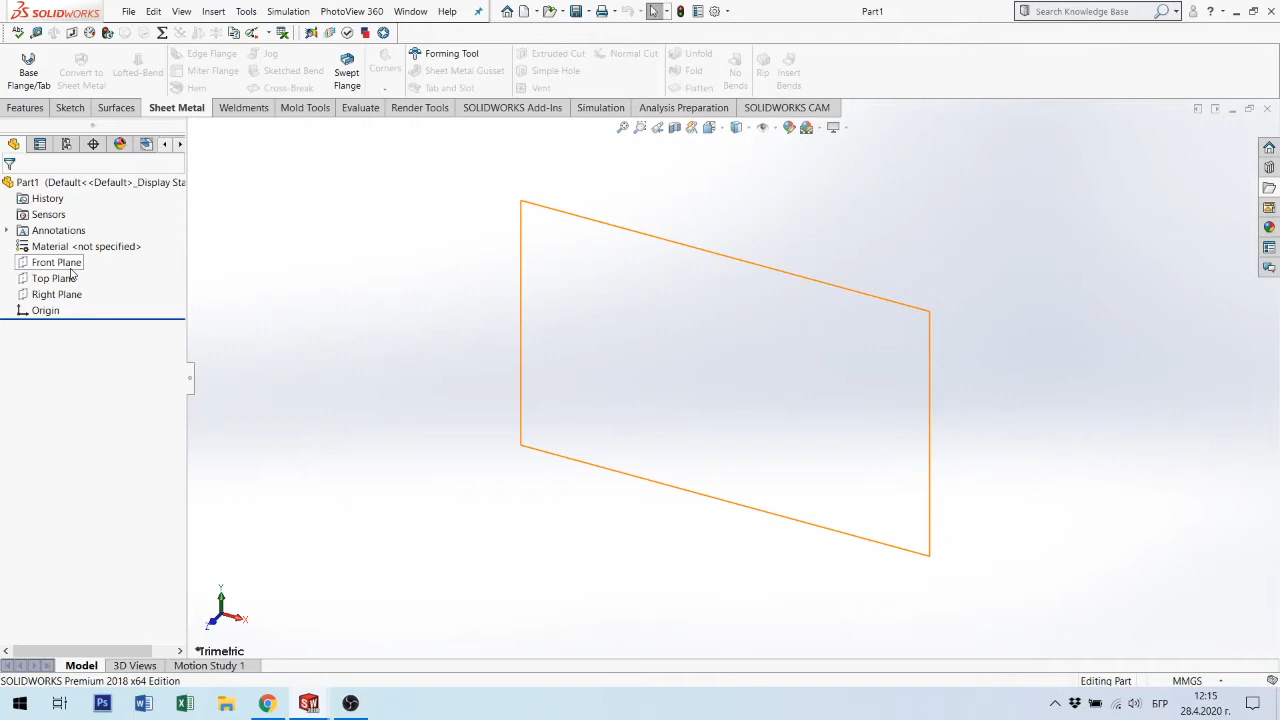 SOLIDWORKS File Edit View Insert Tools Simulation PhotoView 360 Window Help Part1 Search Knowledge Base ?
Base Flange/Tab
Convert to Sheet Metal
Lofted-Bend
Edge Flange
Miter Flange
Hem
Jog
Sketched Bend
Cross-Break
Swept Flange
Corners
Forming Tool
Sheet Metal Gusset
Tab and Slot
Extruded Cut
Simple Hole
Vent
Normal Cut
Unfold
Fold
Flatten
No Bends
Rip
Insert Bends
Features Sketch Surfaces Sheet Metal Weldments Mold Tools Evaluate Render Tools SOLIDWORKS Add-Ins Simulation Analysis Preparation SOLIDWORKS CAM
Part1 (Default<<Default>_Display Sta
History
Sensors
Annotations
Material <not specified>
Front Plane
Top Plane
Right Plane
Origin
Y
X
Z
*Trimetric
Model 3D Views Motion Study 1
SOLIDWORKS Premium 2018 x64 Edition Editing Part MMGS
БГР 12:15
28.4.2020 г.